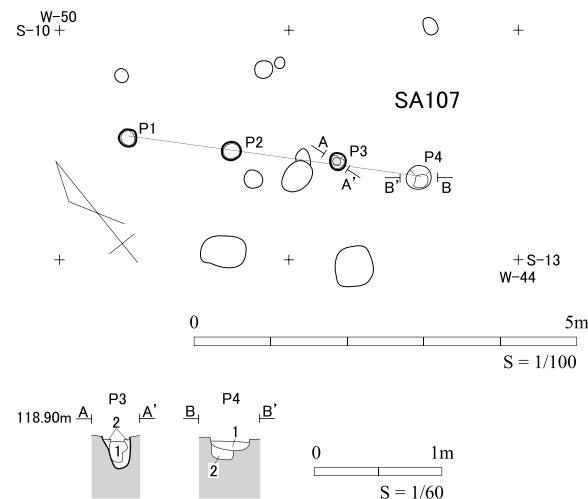 W-50
S-10
SA107
P1
P2
A
P3
A'
P4
B'
B
S-13
W-44
0
5m
S = 1/100
P3
P4
118.90m
A
A'
B
B'
2
1
1
2
0
1m
S = 1/60